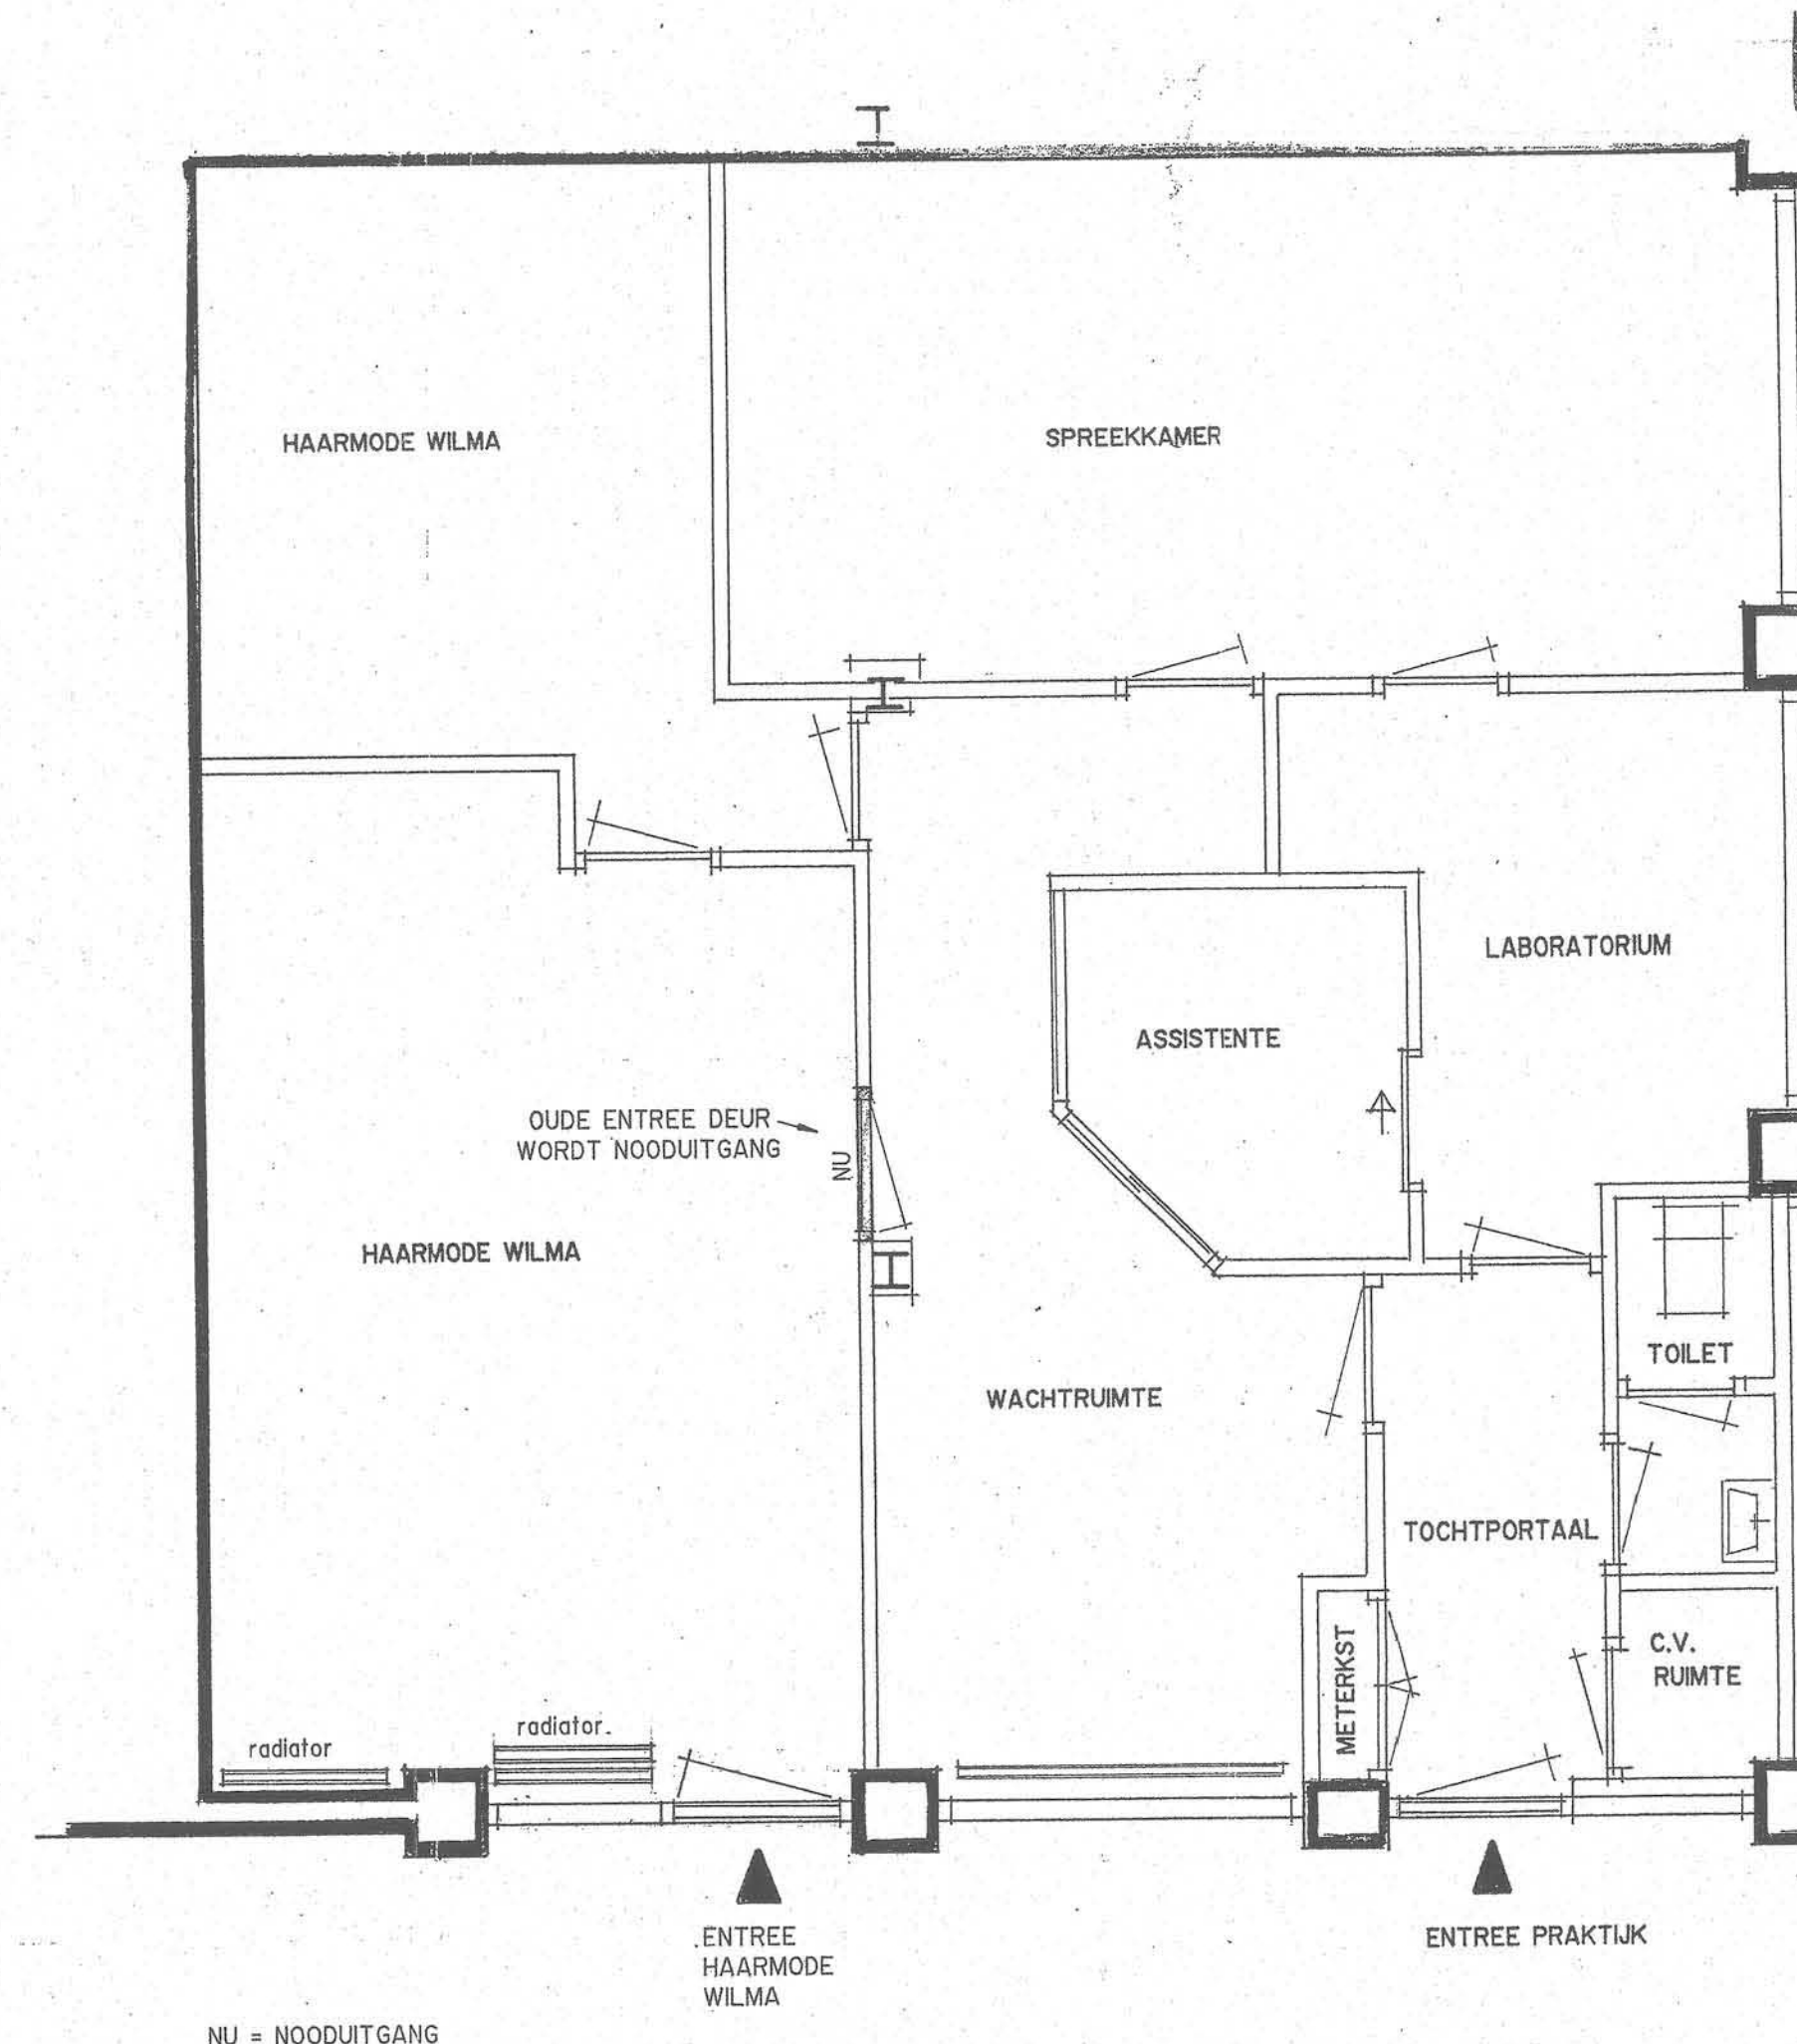 HAARMODE WILMA
SPREEKKAMER
LABORATORIUM
ASSISTENTE
OUDE ENTREE DEUR
WORDT NOODUITGANG
NU
HAARMODE WILMA
TOILET
WACHTRUIMTE
TOCHTPORTAAL
METERKST
C.V.
RUIMTE
radiator
radiator.
ENTREE
HAARMODE
WILMA
ENTREE PRAKTIJK
NU = NOODUITGANG